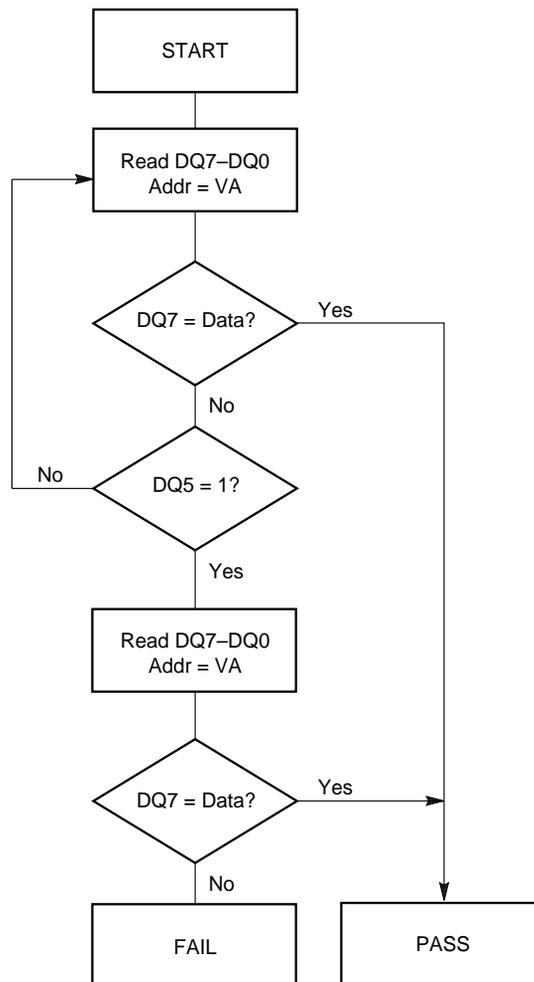 START
Read DQ7–DQ0
Addr = VA
DQ7 = Data?
Yes
No
No
DQ5 = 1?
Yes
Read DQ7–DQ0
Addr = VA
DQ7 = Data?
Yes
No
FAIL
PASS